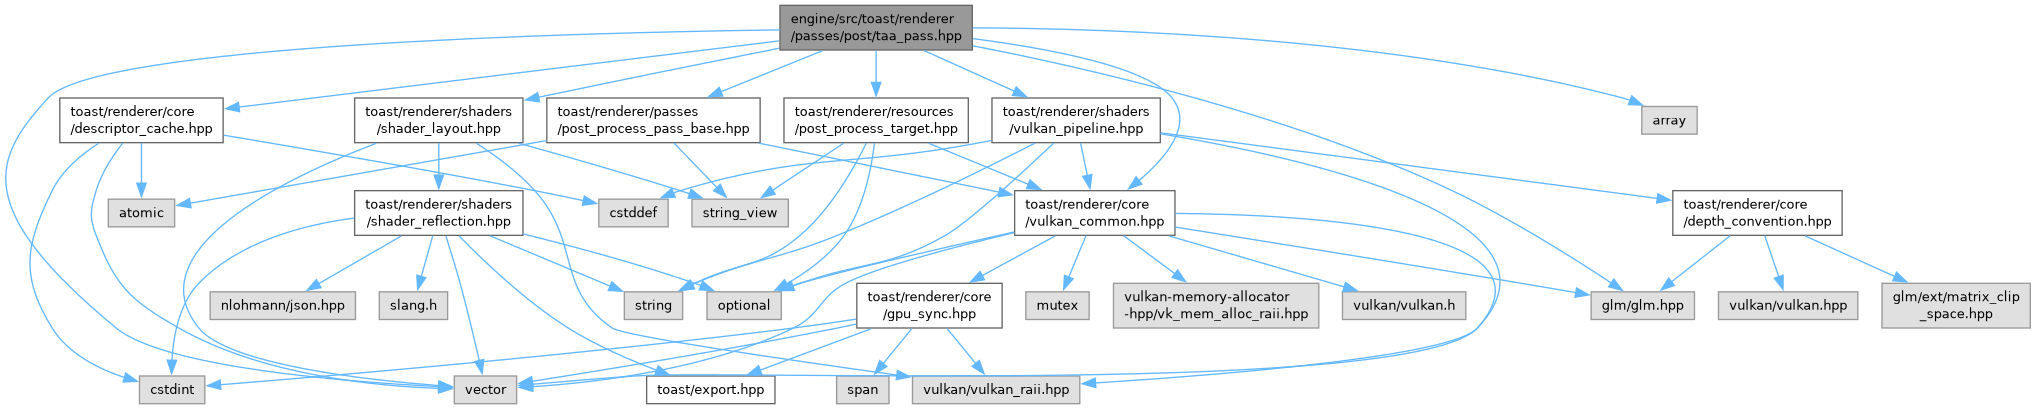 engine/src/toast/renderer
/passes/post/taa_pass.hpp
toast/renderer/core
/descriptor_cache.hpp
toast/renderer/shaders
/shader_layout.hpp
toast/renderer/passes
/post_process_pass_base.hpp
toast/renderer/resources
/post_process_target.hpp
toast/renderer/shaders
/vulkan_pipeline.hpp
array
atomic
toast/renderer/shaders
/shader_reflection.hpp
cstddef
string_view
toast/renderer/core
/vulkan_common.hpp
toast/renderer/core
/depth_convention.hpp
nlohmann/json.hpp
slang.h
string
optional
toast/renderer/core
/gpu_sync.hpp
mutex
vulkan-memory-allocator
-hpp/vk_mem_alloc_raii.hpp
vulkan/vulkan.h
glm/glm.hpp
vulkan/vulkan.hpp
glm/ext/matrix_clip
_space.hpp
cstdint
vector
toast/export.hpp
span
vulkan/vulkan_raii.hpp